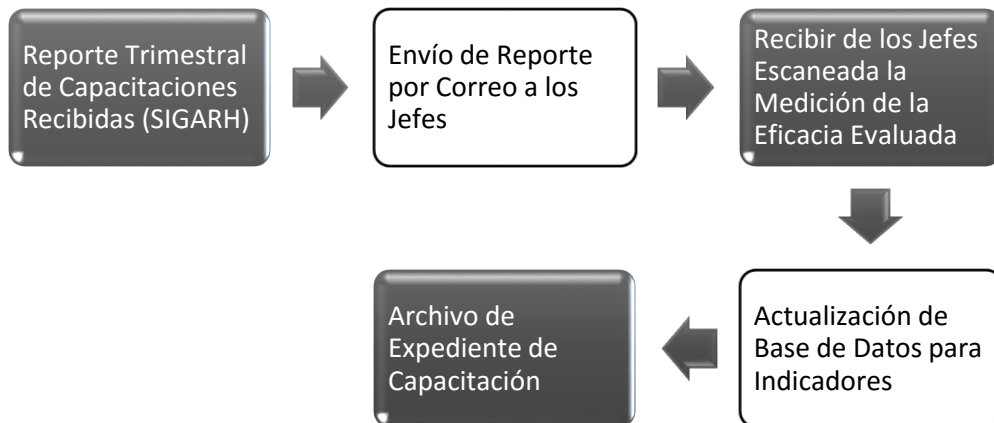 Reporte Trimestral
de Capacitaciones
Recibidas (SIGARH)
Envío de Reporte
por Correo a los
Jefes
Recibir de los Jefes
Escaneada la
Medición de la
Eficacia Evaluada
Actualización de
Base de Datos para
Indicadores
Archivo de
Expediente de
Capacitación